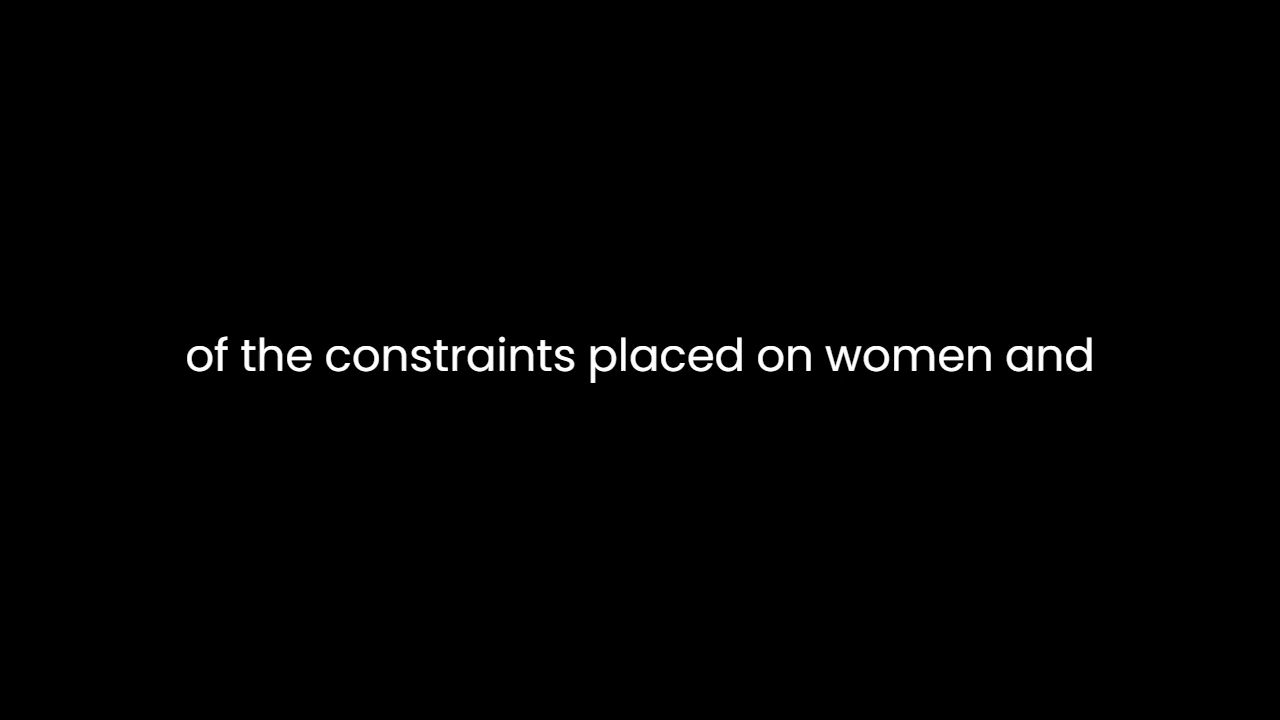 of the constraints placed on women and